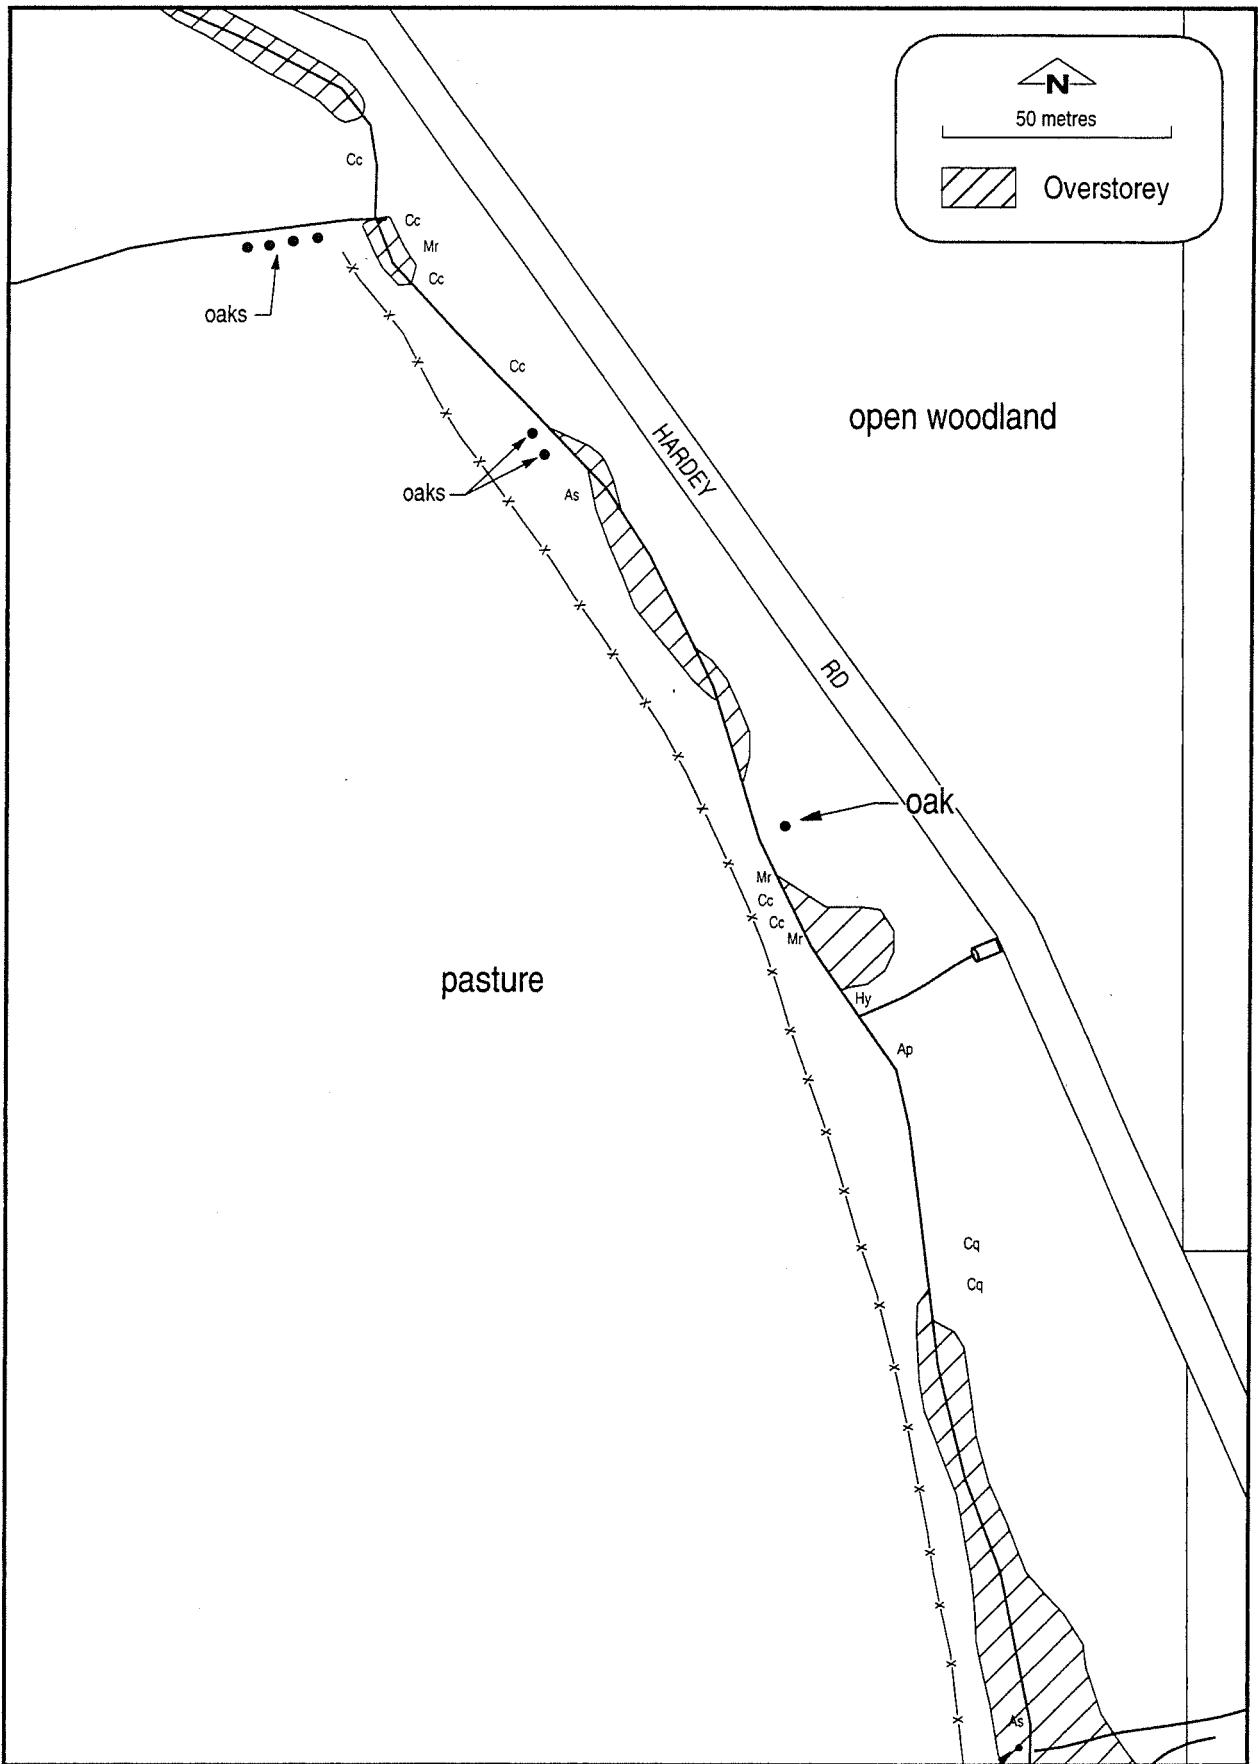 N
50 metres
Overstorey
Cc
Cc
Mr
Cc
oaks
Cc
open woodland
HARDEY
oaks
As
RD
oak
Mr
Cc
Cc
Mr
pasture
Hy
Ap
Cq
Cq
As